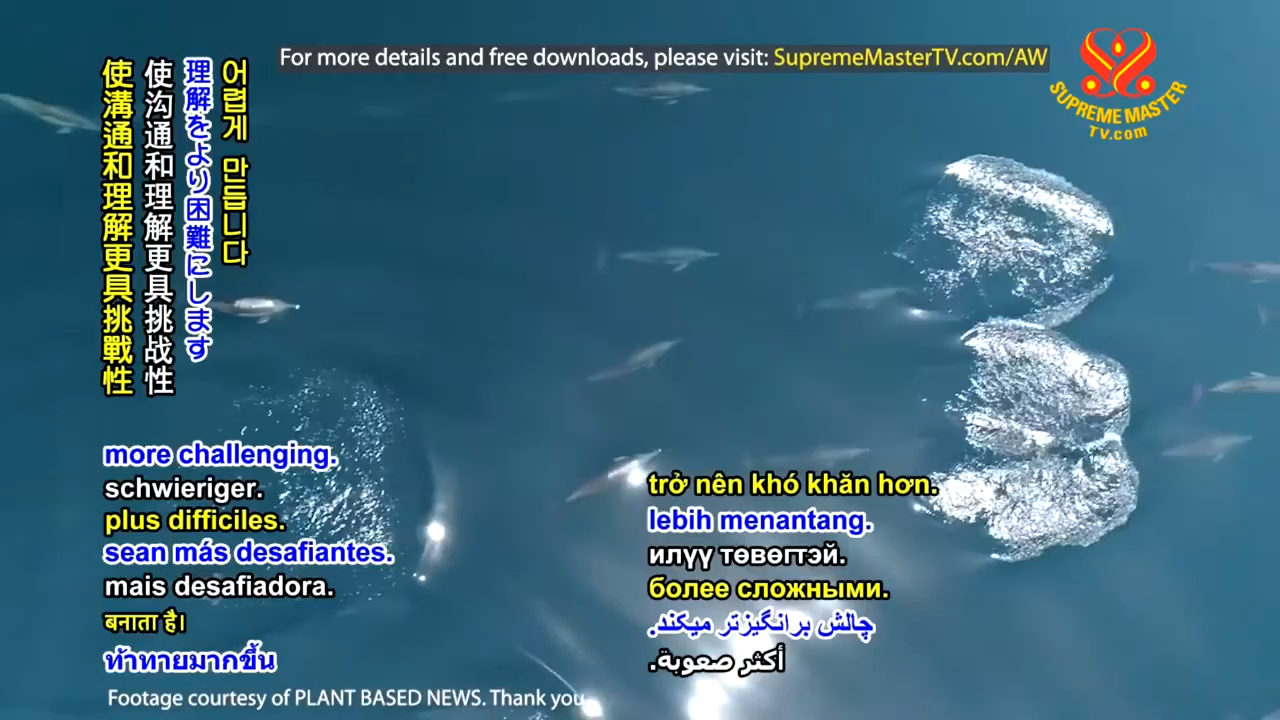 For more details and free downloads, please visit: SupremeMasterTV.com/AW
SUPREME MASTER
TV.com
어렵게 만듭니다
理解をより困難にします
使沟通和理解更具挑战性
使溝通和理解更具挑戰性
more challenging.
schwieriger.
plus difficiles.
sean más desafiantes.
mais desafiadora.
बनाता है।
ท้าทายมากขึ้น
trở nên khó khăn hơn.
lebih menantang.
илүү төвөгтэй.
более сложными.
چالش برانگیزتر میکند.
أكثر صعوبة.
Footage courtesy of PLANT BASED NEWS. Thank you